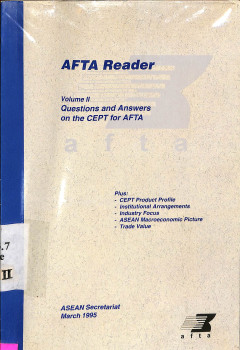 AFTA Reader
Volume II
Questions and Answers
on the CEPT for AFTA
afta
Plus:
- CEPT Product Profile
- Institutional Arrangements
- Industry Focus
- ASEAN Macroeconomic Picture
- Trade Value
.7
e
II
ASEAN Secretariat
March 1995
afta